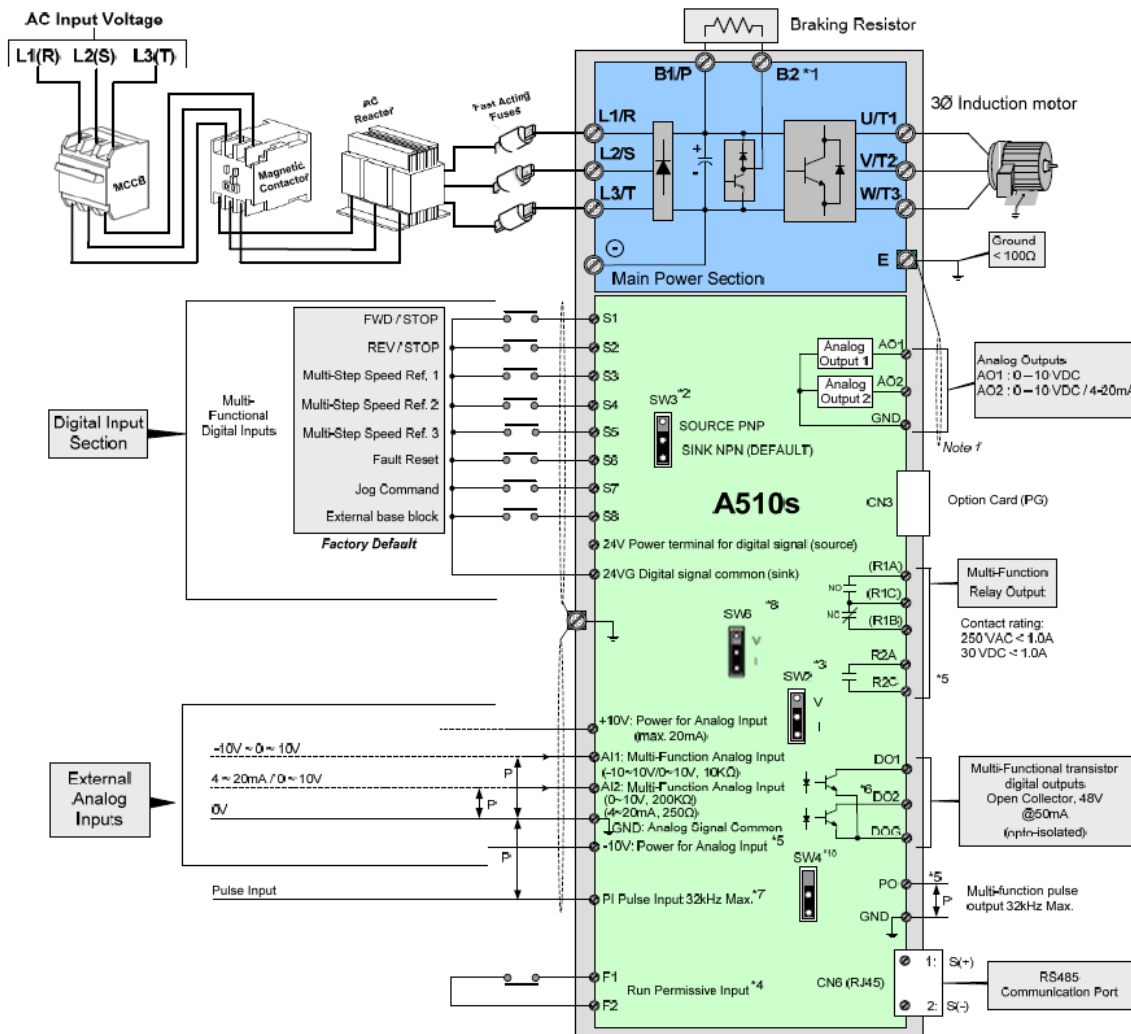 AC Input Voltage
L1(R) L2(S) L3(T)
MCCB
Magnetic Contactor
AC Reactor
Fast Acting Fuses
Braking Resistor
B1/P
B2 *1
L1/R
L2/S
L3/T
+
-
⊖
Main Power Section
U/T1
V/T2
W/T3
E
3Ø Induction motor
Ground
< 100Ω
Digital Input Section
Multi-Functional Digital Inputs
FWD / STOP
REV / STOP
Multi-Step Speed Ref. 1
Multi-Step Speed Ref. 2
Multi-Step Speed Ref. 3
Fault Reset
Jog Command
External base block
Factory Default
S1
S2
S3
S4
S5
S6
S7
S8
24V Power terminal for digital signal (source)
24VG Digital signal common (sink)
SW3 *2
SOURCE PNP
SINK NPN (DEFAULT)
A510s
Analog Output 1
AO1
Analog Output 2
AO2
GND
Analog Outputs
AO1 : 0 – 10 VDC
AO2 : 0 – 10 VDC / 4-20mA
Note 1
CN3
Option Card (PG)
(R1A)
NO
(R1C)
NC
(R1B)
R2A
R2C
*5
Multi-Function Relay Output
Contact rating:
250 VAC < 1.0A
30 VDC < 1.0A
SW6 *8
V
I
SW2 *3
V
I
External Analog Inputs
-10V ~ 0 ~ 10V
4 ~ 20mA / 0 ~ 10V
0V
P
P
P
+10V: Power for Analog Input
(max. 20mA)
AI1: Multi-Function Analog Input
(-10~10V/0~10V, 10KΩ)
AI2: Multi-Function Analog Input
(0~10V, 200KΩ)
(4~20mA, 250Ω)
GND: Analog Signal Common
-10V: Power for Analog Input *5
Pulse Input
PI Pulse Input 32kHz Max. *7
DO1
*6
DO2
DOG
Multi-Functional transistor
digital outputs
Open Collector, 48V
@50mA
(opto-isolated)
SW4 *10
PO
*5
P
GND
Multi-function pulse
output 32kHz Max.
F1
F2
Run Permissive Input *4
CN6 (RJ45)
1: S(+)
2: S(-)
RS485
Communication Port